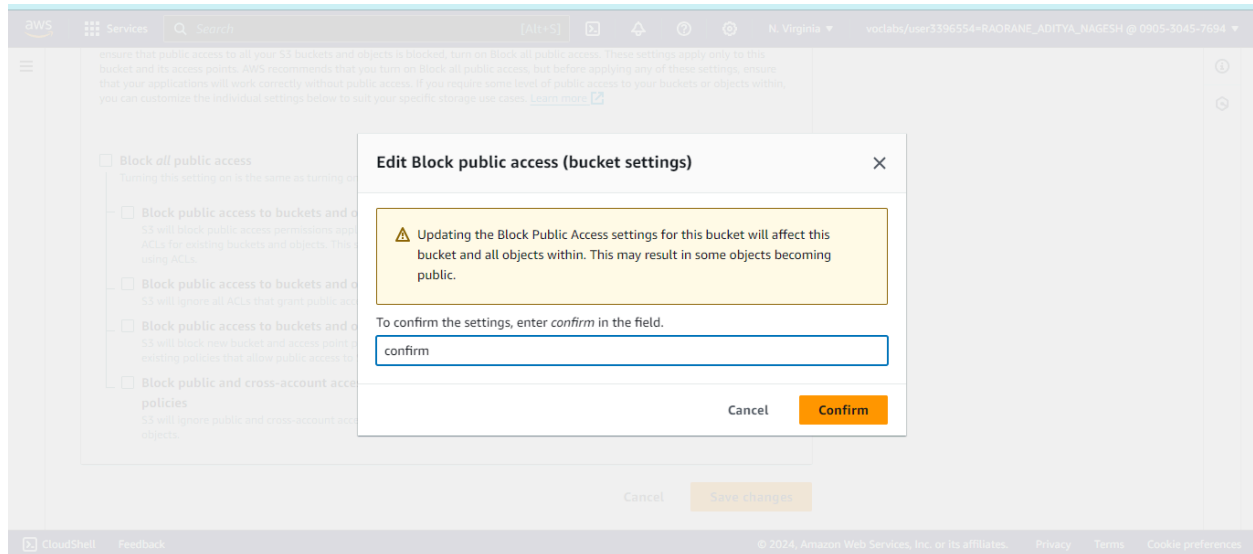 aws
Services
Search
[Alt+S]
N. Virginia
voclabs/user3396554=RAORANE_ADITYA_NAGESH @ 0905-3045-7694
ensure that public access to all your S3 buckets and objects is blocked, turn on Block all public access. These settings apply only to this
bucket and its access points. AWS recommends that you turn on Block all public access, but before applying any of these settings, ensure
that your applications will work correctly without public access. If you require some level of public access to your buckets or objects within,
you can customize the individual settings below to suit your specific storage use cases. Learn more
Block all public access
Turning this setting on is the same as turning on
Block public access to buckets and o
S3 will block public access permissions appl
ACLs for existing buckets and objects. This
using ACLs.
Block public access to buckets and o
S3 will ignore all ACLs that grant public acc
Block public access to buckets and o
S3 will block new bucket and access point p
existing policies that allow public access to
Block public and cross-account acce
policies
S3 will ignore public and cross-account acce
objects.
Edit Block public access (bucket settings)
Updating the Block Public Access settings for this bucket will affect this
bucket and all objects within. This may result in some objects becoming
public.
To confirm the settings, enter confirm in the field.
confirm
Cancel
Confirm
Cancel
Save changes
CloudShell
Feedback
© 2024, Amazon Web Services, Inc. or its affiliates.
Privacy
Terms
Cookie preferences